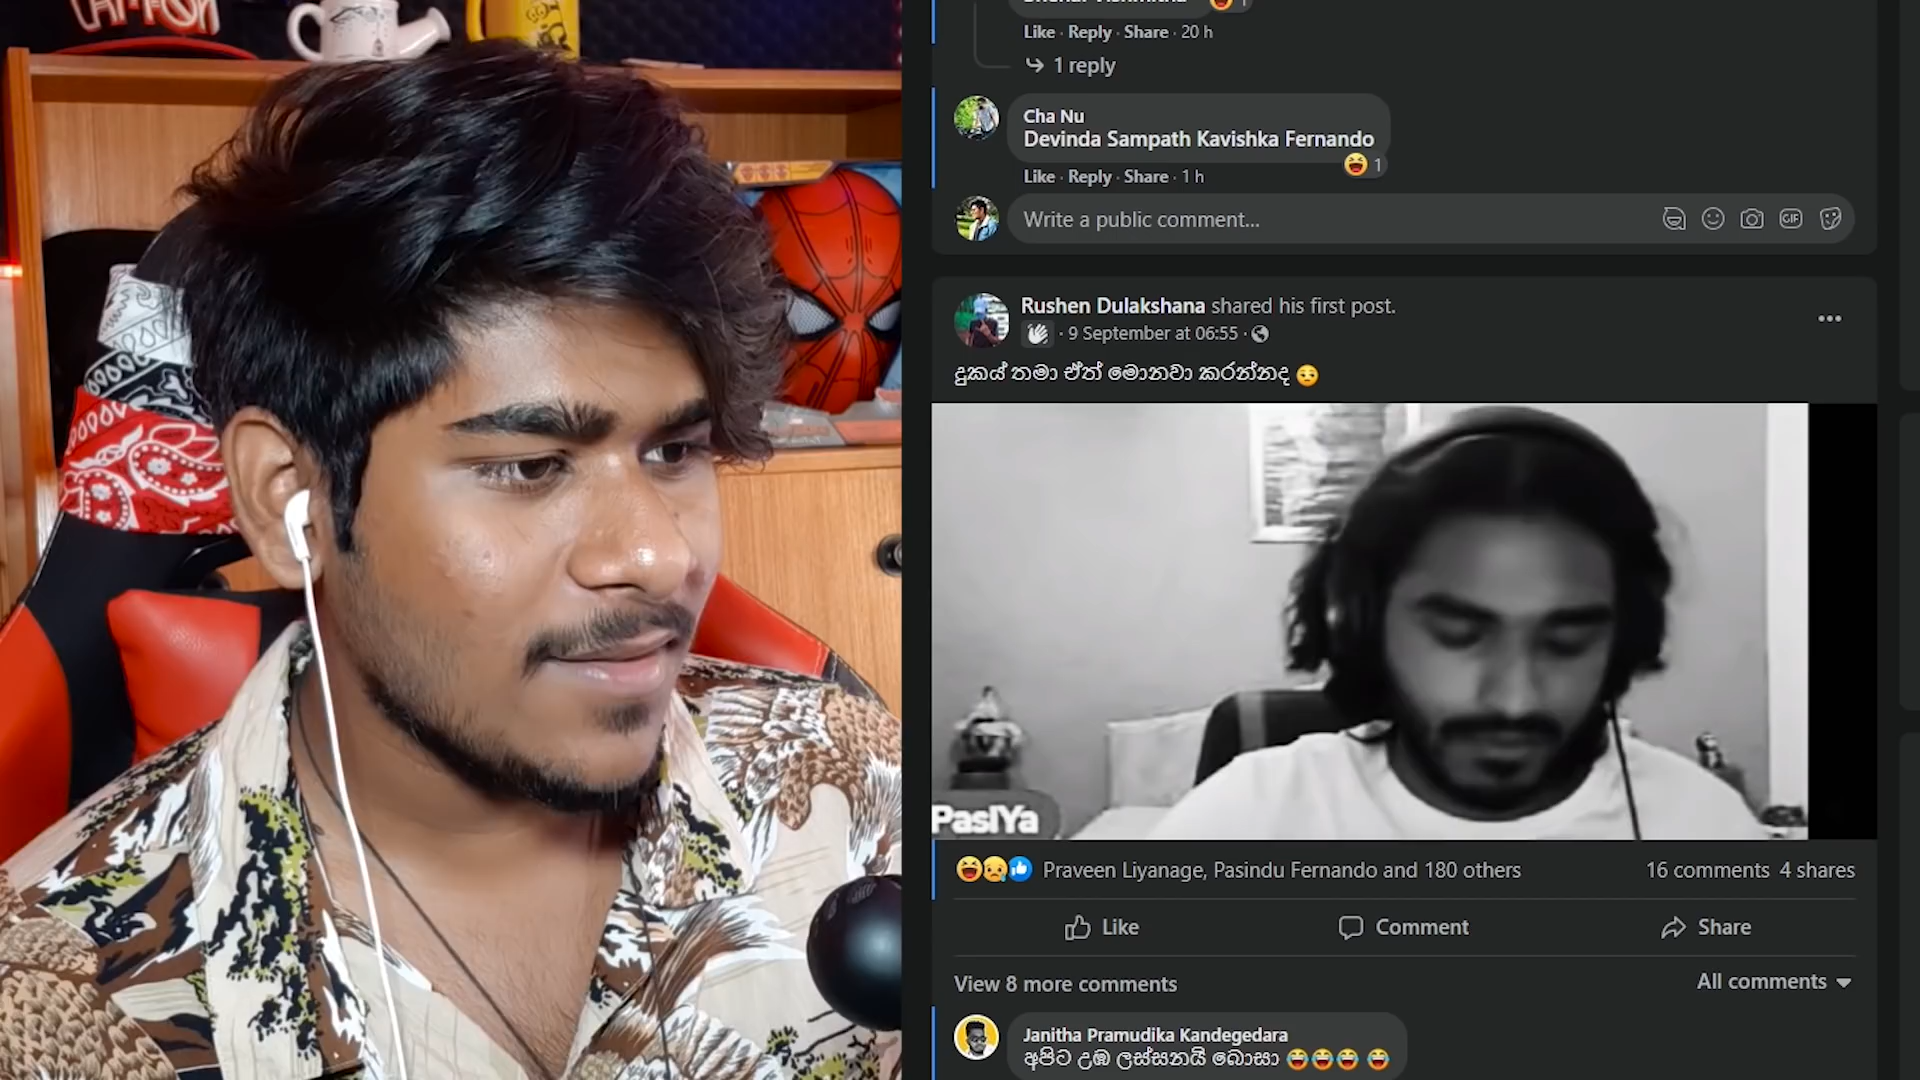 Like · Reply · Share · 20 h
1 reply
Cha Nu
Devinda Sampath Kavishka Fernando
1
Like · Reply · Share · 1 h
Write a public comment...
GIF
Rushen Dulakshana shared his first post.
· 9 September at 06:55 ·
දුකය් තමා ඒත් මොනවා කරන්නද 😒
PasIYa
Praveen Liyanage, Pasindu Fernando and 180 others
16 comments 4 shares
Like
Comment
Share
View 8 more comments
All comments
Janitha Pramudika Kandegedara
අපිට උඹ ලස්සනයි බොසා 😂😂😂 😂